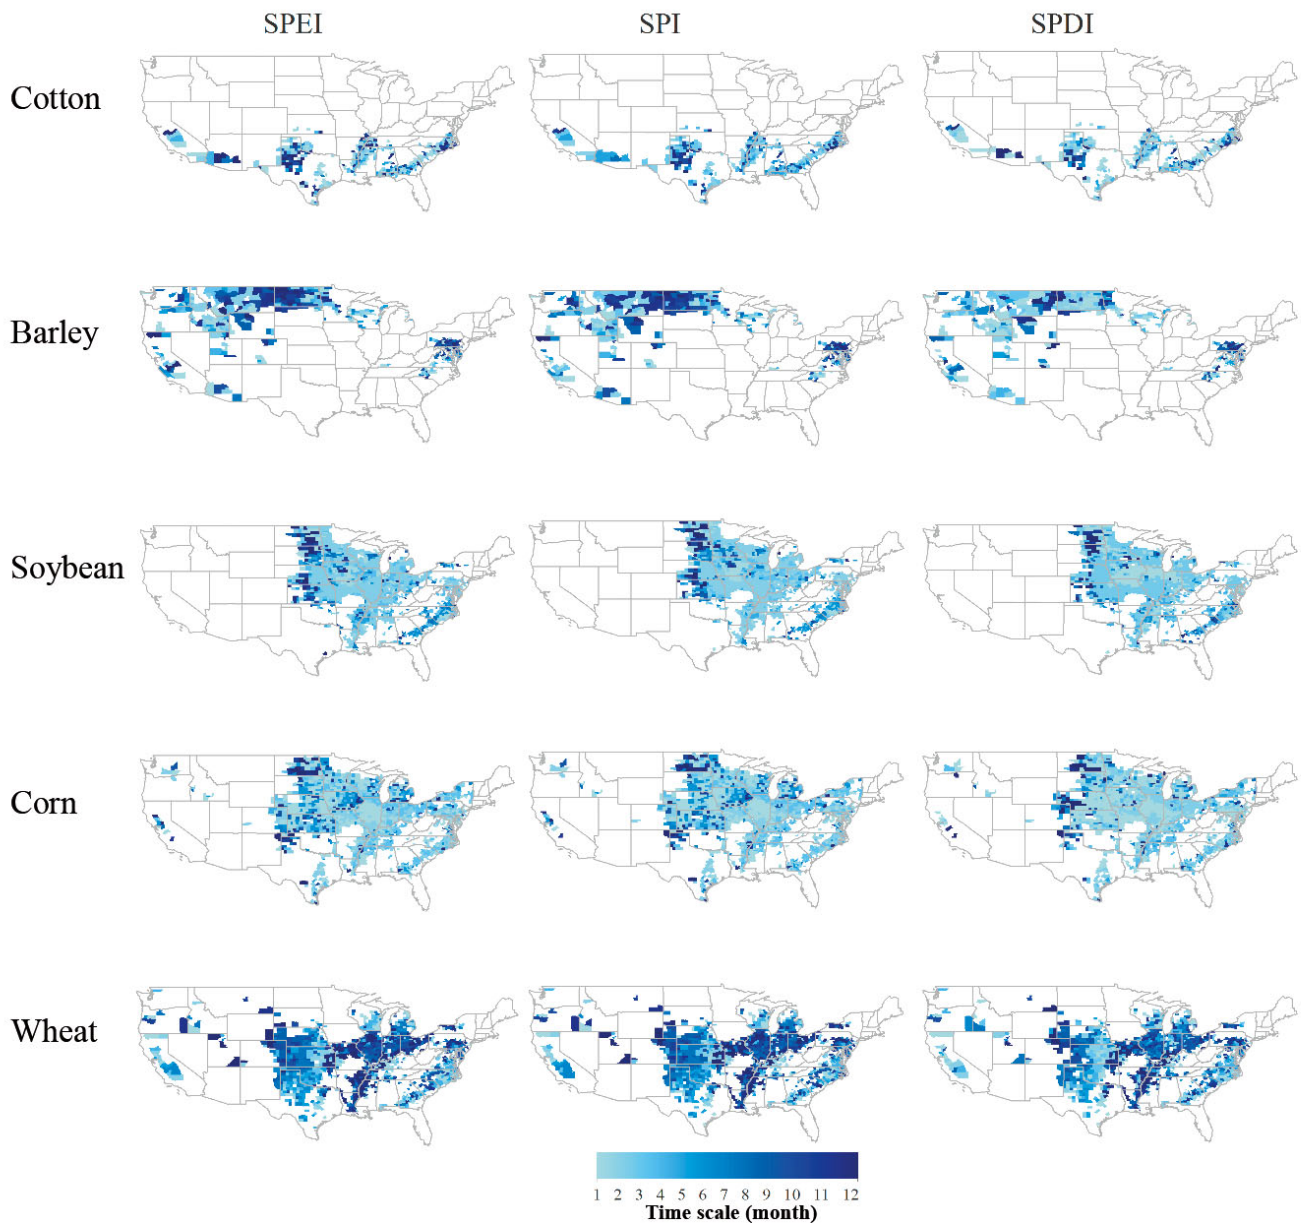 SPEI SPI SPDI
Cotton
Barley
Soybean
Corn
Wheat
1 2 3 4 5 6 7 8 9 10 11 12
Time scale (month)